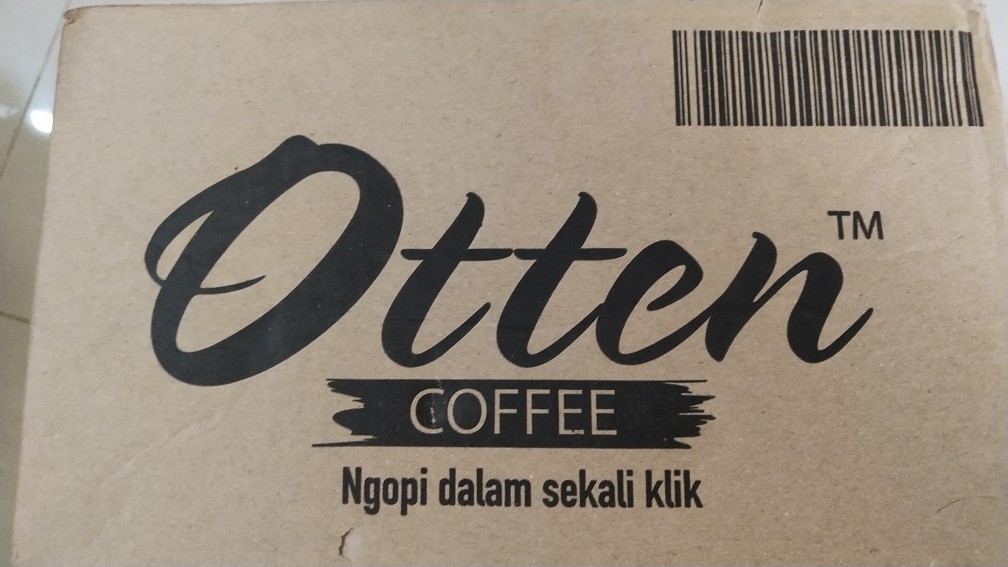 Otten™
COFFEE
Ngopi dalam sekali klik